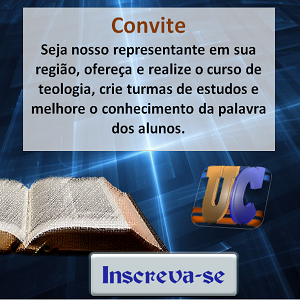 Convite
Seja nosso representante em sua
região, ofereça e realize o curso de
teologia, crie turmas de estudos e
melhore o conhecimento da palavra
dos alunos.
UC
Inscreva-se